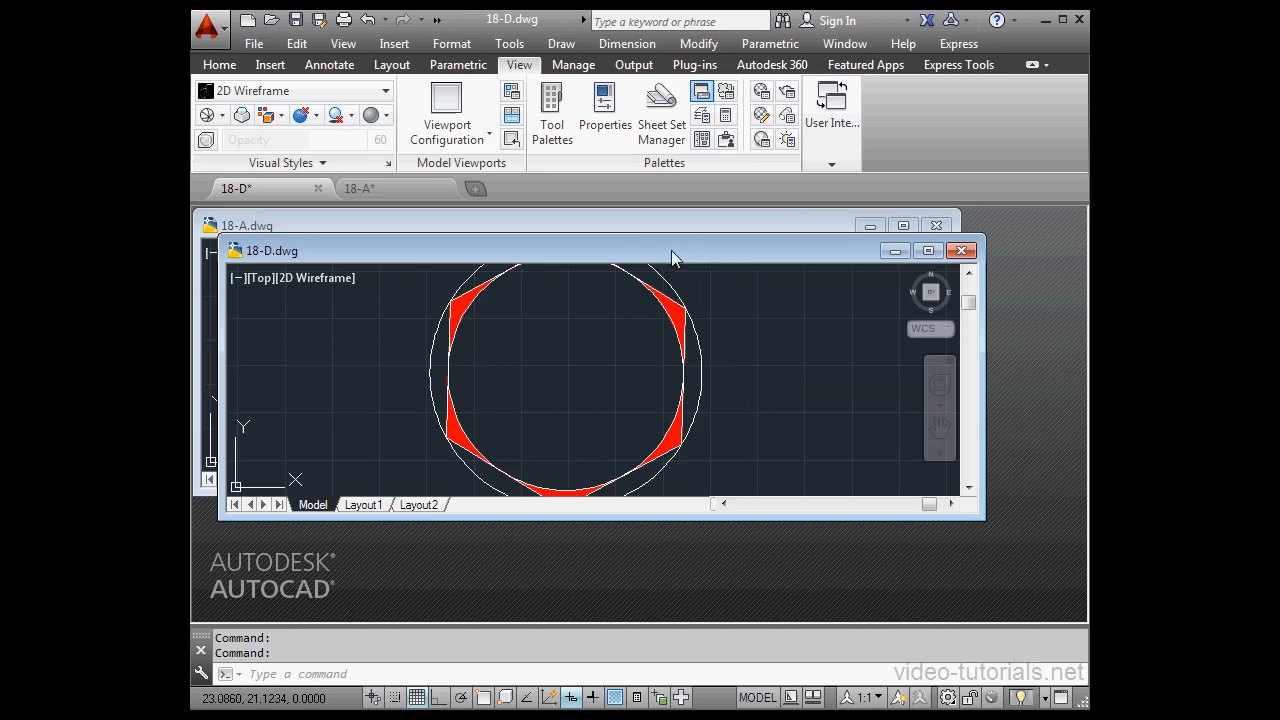 18-D.dwg
Type a keyword or phrase
Sign In
File Edit View Insert Format Tools Draw Dimension Modify Parametric Window Help Express
Home Insert Annotate Layout Parametric View Manage Output Plug-ins Autodesk 360 Featured Apps Express Tools
2D Wireframe
Opacity 60
Viewport
Configuration
Tool
Palettes
Properties
Sheet Set
Manager
User Inte...
Visual Styles
Model Viewports
Palettes
18-D*
18-A*
18-A.dwg
18-D.dwg
[−][Top][2D Wireframe]
N
W
E
S
WCS
Y
X
Model Layout1 Layout2
AUTODESK®
AUTOCAD®
Command:
Command:
Type a command
video-tutorials.net
23.0860, 21.1234, 0.0000
MODEL
1:1